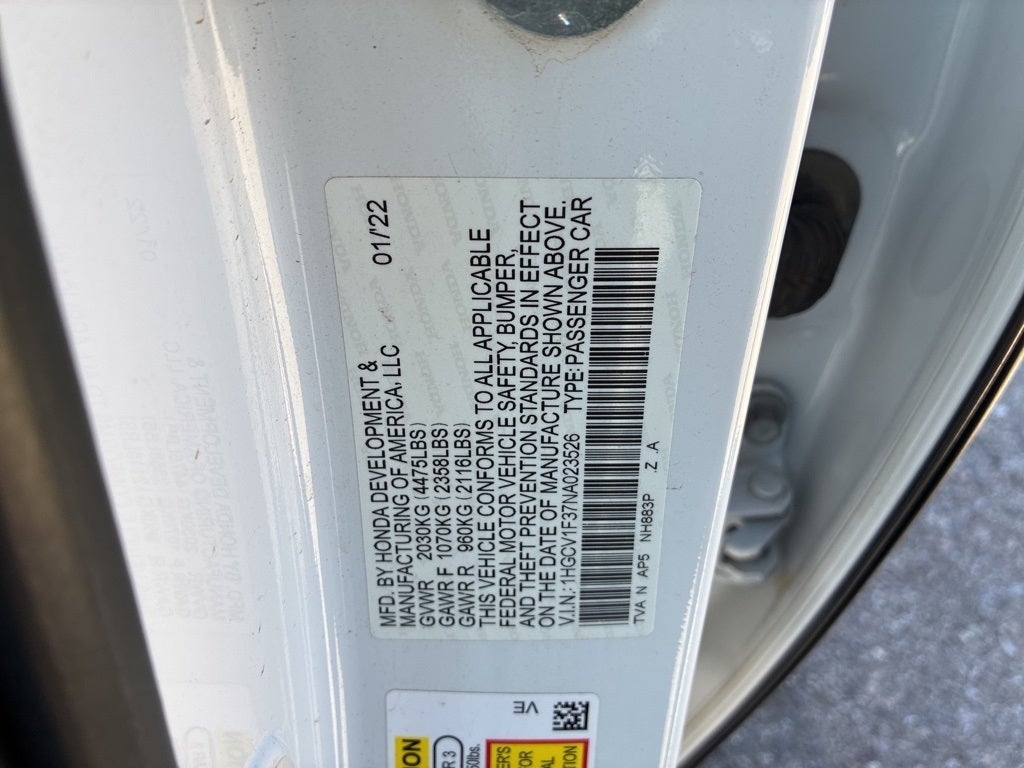 MFD. BY HONDA DEVELOPMENT &
MANUFACTURING OF AMERICA, LLC 01/'22
GVWR 2030KG (4475LBS)
GAWR F 1070KG (2358LBS)
GAWR R 960KG (2116LBS)
THIS VEHICLE CONFORMS TO ALL APPLICABLE
FEDERAL MOTOR VEHICLE SAFETY, BUMPER,
AND THEFT PREVENTION STANDARDS IN EFFECT
ON THE DATE OF MANUFACTURE SHOWN ABOVE.
V.I.N.: 1HGCV1F37NA023526 TYPE:PASSENGER CAR
TVA N AP5 NH883P Z A
VE
R 3